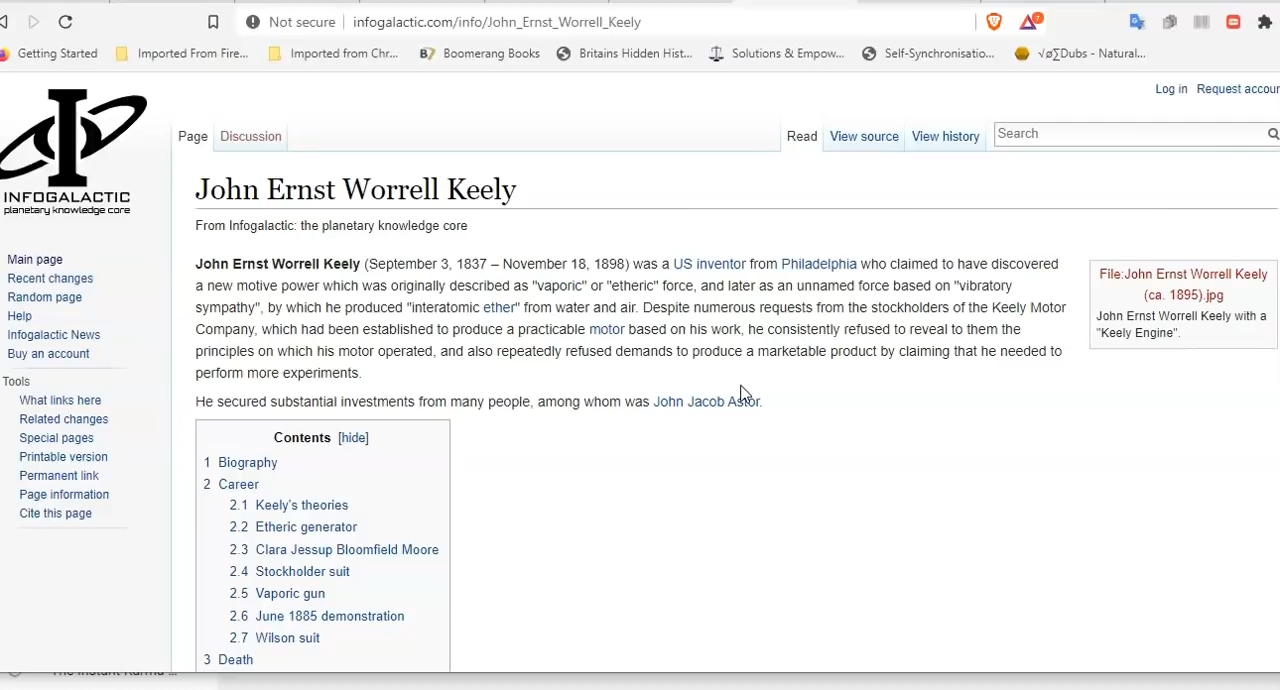 Not secure infogalactic.com/info/John_Ernst_Worrell_Keely 7
Getting Started Imported From Fire... Imported from Chr... B7 Boomerang Books Britains Hidden Hist... Solutions & Empow... Self-Synchronisatio... √ø∑Dubs - Natural...
Log in Request accour
INFOGALACTIC
planetary knowledge core
Page Discussion Read View source View history Search
John Ernst Worrell Keely
From Infogalactic: the planetary knowledge core
John Ernst Worrell Keely (September 3, 1837 – November 18, 1898) was a US inventor from Philadelphia who claimed to have discovered
a new motive power which was originally described as "vaporic" or "etheric" force, and later as an unnamed force based on "vibratory
sympathy", by which he produced "interatomic ether" from water and air. Despite numerous requests from the stockholders of the Keely Motor
Company, which had been established to produce a practicable motor based on his work, he consistently refused to reveal to them the
principles on which his motor operated, and also repeatedly refused demands to produce a marketable product by claiming that he needed to
perform more experiments.
He secured substantial investments from many people, among whom was John Jacob Astor.
File:John Ernst Worrell Keely
(ca. 1895).jpg
John Ernst Worrell Keely with a
"Keely Engine".
Main page
Recent changes
Random page
Help
Infogalactic News
Buy an account
Tools
What links here
Related changes
Special pages
Printable version
Permanent link
Page information
Cite this page
Contents [hide]
1 Biography
2 Career
2.1 Keely's theories
2.2 Etheric generator
2.3 Clara Jessup Bloomfield Moore
2.4 Stockholder suit
2.5 Vaporic gun
2.6 June 1885 demonstration
2.7 Wilson suit
3 Death